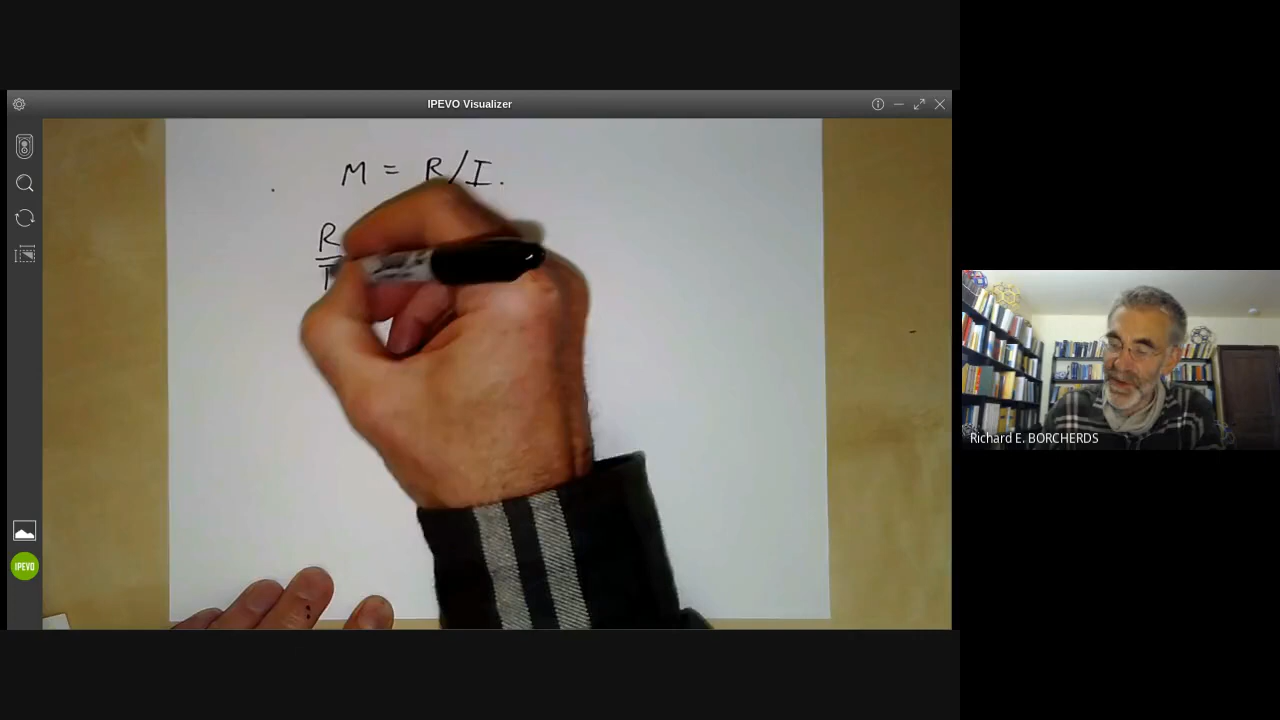 IPEVO Visualizer
M = R/I.
R
IPEVO
Richard E. BORCHERDS